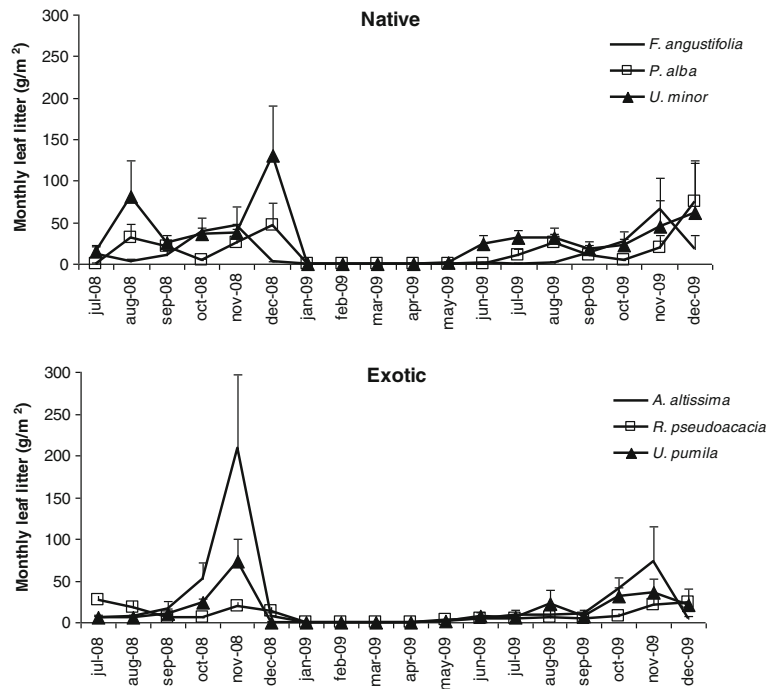 Native
Monthly leaf litter (g/m²)
300
250
200
150
100
50
0
F. angustifolia
P. alba
U. minor
jul-08
aug-08
sep-08
oct-08
nov-08
dec-08
jan-09
feb-09
mar-09
apr-09
may-09
jun-09
jul-09
aug-09
sep-09
oct-09
nov-09
dec-09
Exotic
Monthly leaf litter (g/m²)
300
250
200
150
100
50
0
A. altissima
R. pseudoacacia
U. pumila
jul-08
aug-08
sep-08
oct-08
nov-08
dec-08
jan-09
feb-09
mar-09
apr-09
may-09
jun-09
jul-09
aug-09
sep-09
oct-09
nov-09
dec-09